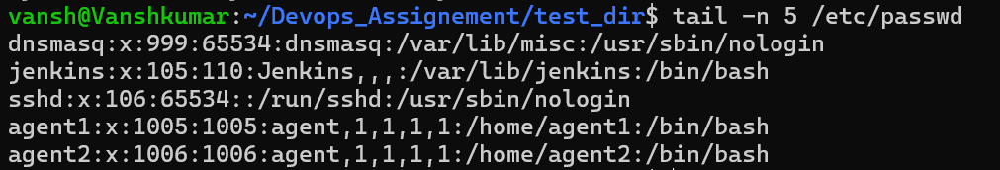 vansh@Vanshkumar:~/Devops_Assignement/test_dir$ tail -n 5 /etc/passwd
dnsmasq:x:999:65534:dnsmasq:/var/lib/misc:/usr/sbin/nologin
jenkins:x:105:110:Jenkins,,,:/var/lib/jenkins:/bin/bash
sshd:x:106:65534::/run/sshd:/usr/sbin/nologin
agent1:x:1005:1005:agent,1,1,1,1:/home/agent1:/bin/bash
agent2:x:1006:1006:agent,1,1,1,1:/home/agent2:/bin/bash